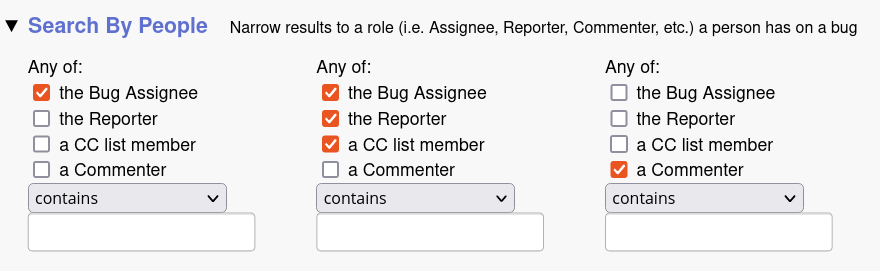 Search By People Narrow results to a role (i.e. Assignee, Reporter, Commenter, etc.) a person has on a bug
Any of:
the Bug Assignee
the Reporter
a CC list member
a Commenter
contains
Any of:
the Bug Assignee
the Reporter
a CC list member
a Commenter
contains
Any of:
the Bug Assignee
the Reporter
a CC list member
a Commenter
contains